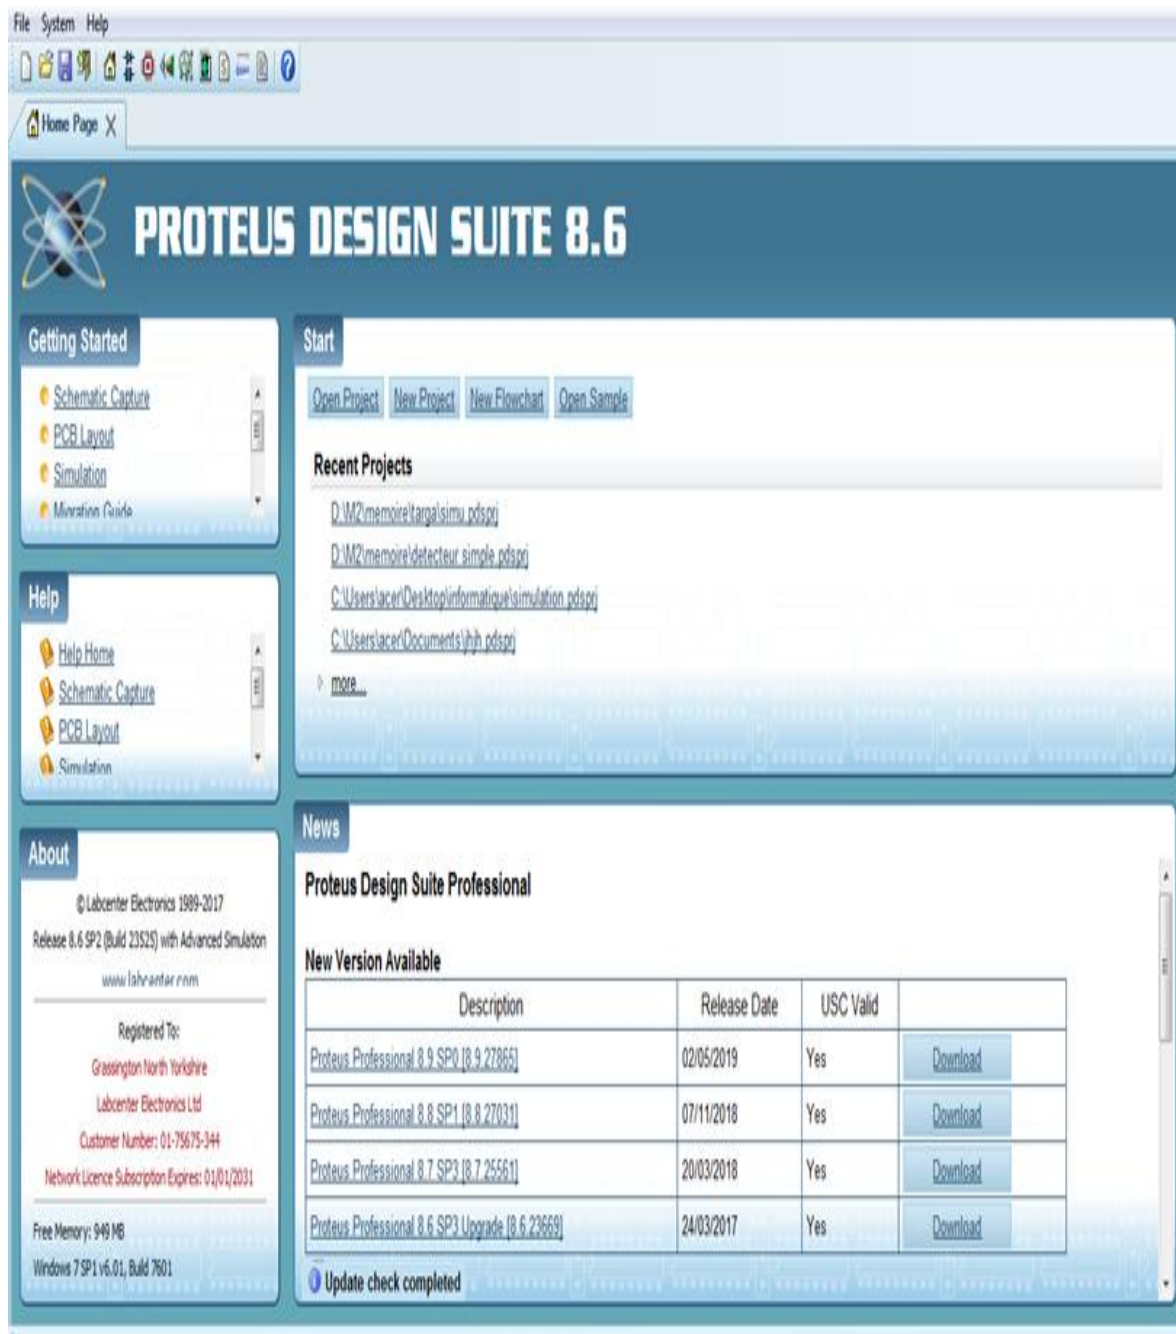 File System Help
Home Page
PROTEUS DESIGN SUITE 8.6
Getting Started
Schematic Capture
PCB Layout
Simulation
Migration Guide
Help
Help Home
Schematic Capture
PCB Layout
Simulation
About
© Labcenter Electronics 1989-2017
Release 8.6 SP2 (Build 23525) with Advanced Simulation
www.labcenter.com
Registered To:
Grassington North Yorkshire
Labcenter Electronics Ltd
Customer Number: 01-75675-344
Network Licence Subscription Expires: 01/01/2031
Free Memory: 949 MB
Windows 7 SP1 v6.01, Build 7601
Start
Open Project New Project New Flowchart Open Sample
Recent Projects
D:\M2\memoire\targa\simu.pdsprj
D:\M2\memoire\detecteur simple.pdsprj
C:\Users\acer\Desktop\informatique\simulation.pdsprj
C:\Users\acer\Documents\jhjh.pdsprj
more...
News
Proteus Design Suite Professional
New Version Available
Description Release Date USC Valid
Proteus Professional 8.9 SP0 [8.9.27865] 02/05/2019 Yes Download
Proteus Professional 8.8 SP1 [8.8.27031] 07/11/2018 Yes Download
Proteus Professional 8.7 SP3 [8.7.25561] 20/03/2018 Yes Download
Proteus Professional 8.6 SP3 Upgrade [8.6.23669] 24/03/2017 Yes Download
Update check completed